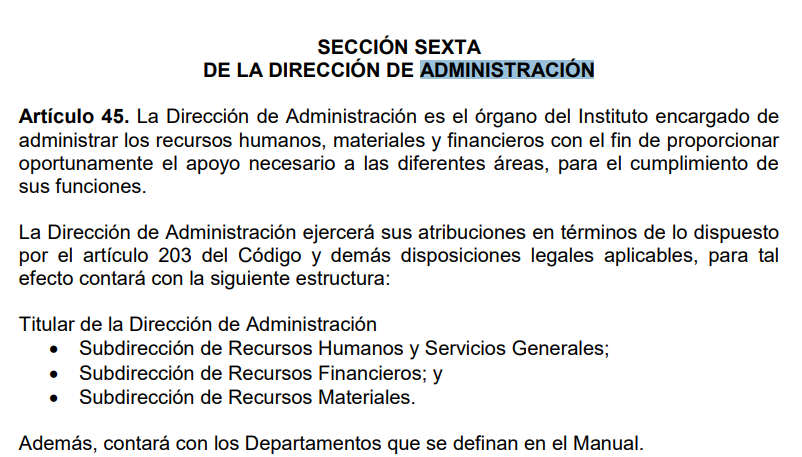 SECCIÓN SEXTA
DE LA DIRECCIÓN DE ADMINISTRACIÓN
Artículo 45. La Dirección de Administración es el órgano del Instituto encargado de
administrar los recursos humanos, materiales y financieros con el fin de proporcionar
oportunamente el apoyo necesario a las diferentes áreas, para el cumplimiento de
sus funciones.
La Dirección de Administración ejercerá sus atribuciones en términos de lo dispuesto
por el artículo 203 del Código y demás disposiciones legales aplicables, para tal
efecto contará con la siguiente estructura:
Titular de la Dirección de Administración
• Subdirección de Recursos Humanos y Servicios Generales;
• Subdirección de Recursos Financieros; y
• Subdirección de Recursos Materiales.
Además, contará con los Departamentos que se definan en el Manual.